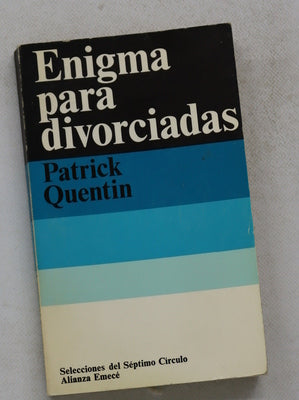 Enigma
para
divorciadas
Patrick
Quentin
Selecciones del Séptimo Círculo
Alianza Emecé